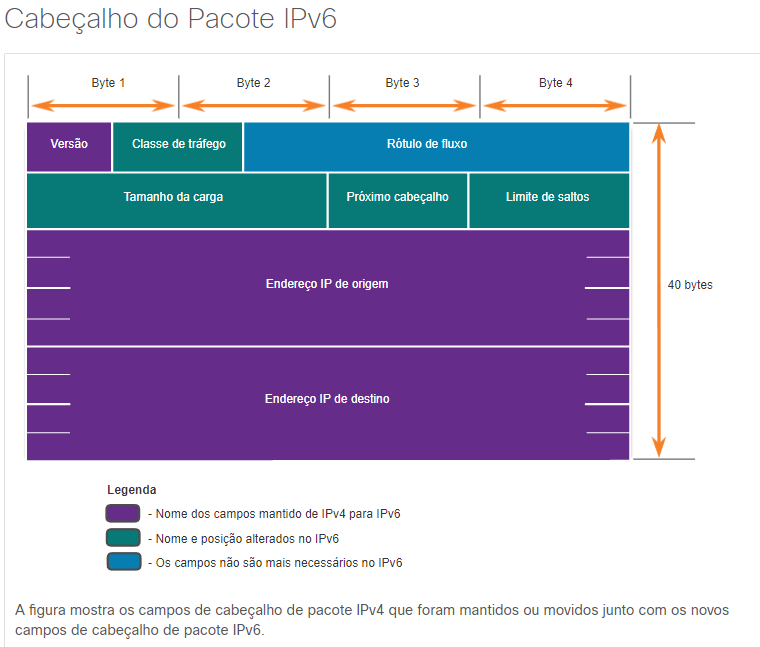 Cabeçalho do Pacote IPv6
Byte 1 Byte 2 Byte 3 Byte 4
Versão Classe de tráfego Rótulo de fluxo
Tamanho da carga Próximo cabeçalho Limite de saltos
Endereço IP de origem
40 bytes
Endereço IP de destino
Legenda
- Nome dos campos mantido de IPv4 para IPv6
- Nome e posição alterados no IPv6
- Os campos não são mais necessários no IPv6
A figura mostra os campos de cabeçalho de pacote IPv4 que foram mantidos ou movidos junto com os novos
campos de cabeçalho de pacote IPv6.